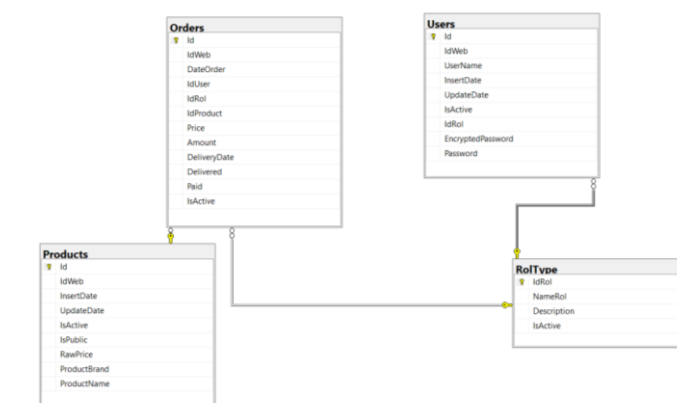 Orders
Id
IdWeb
DateOrder
IdUser
IdRol
IdProduct
Price
Amount
DeliveryDate
Delivered
Paid
IsActive
Users
Id
IdWeb
UserName
InsertDate
UpdateDate
IsActive
IdRol
EncryptedPassword
Password
Products
Id
IdWeb
InsertDate
UpdateDate
IsActive
IsPublic
RawPrice
ProductBrand
ProductName
RolType
IdRol
NameRol
Description
IsActive